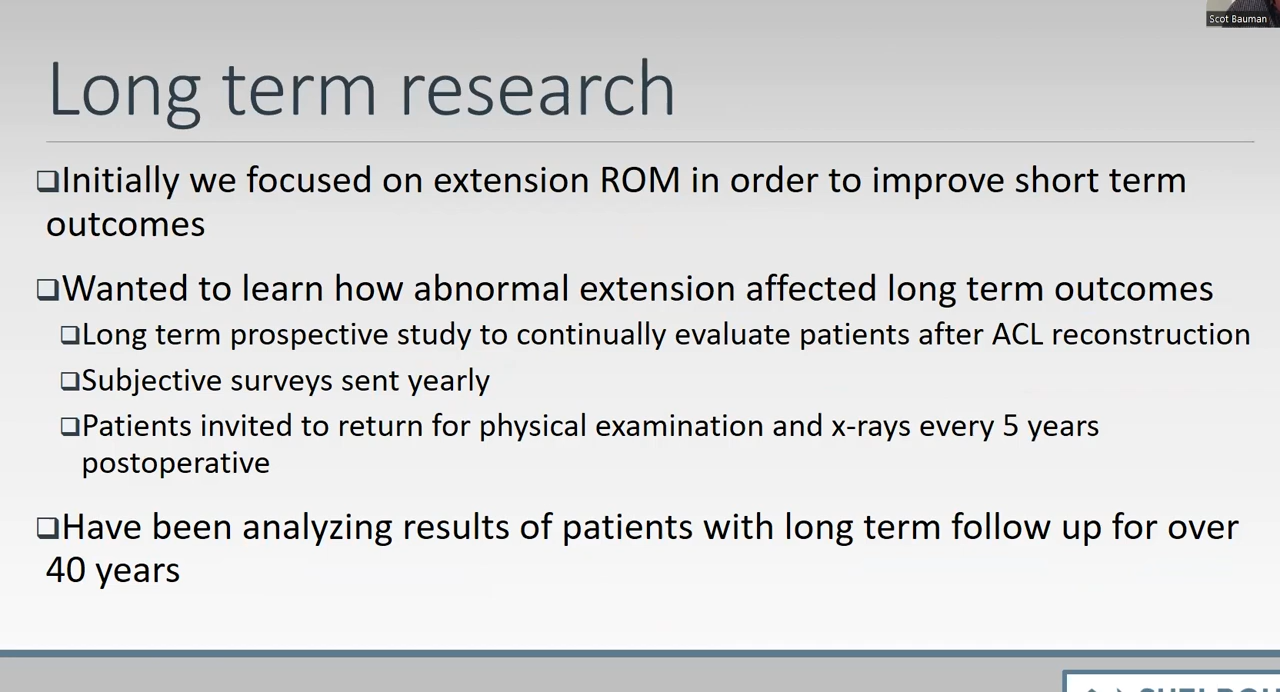 Scot Bauman
Long term research
❑Initially we focused on extension ROM in order to improve short term
outcomes
❑Wanted to learn how abnormal extension affected long term outcomes
❑Long term prospective study to continually evaluate patients after ACL reconstruction
❑Subjective surveys sent yearly
❑Patients invited to return for physical examination and x-rays every 5 years
postoperative
❑Have been analyzing results of patients with long term follow up for over
40 years